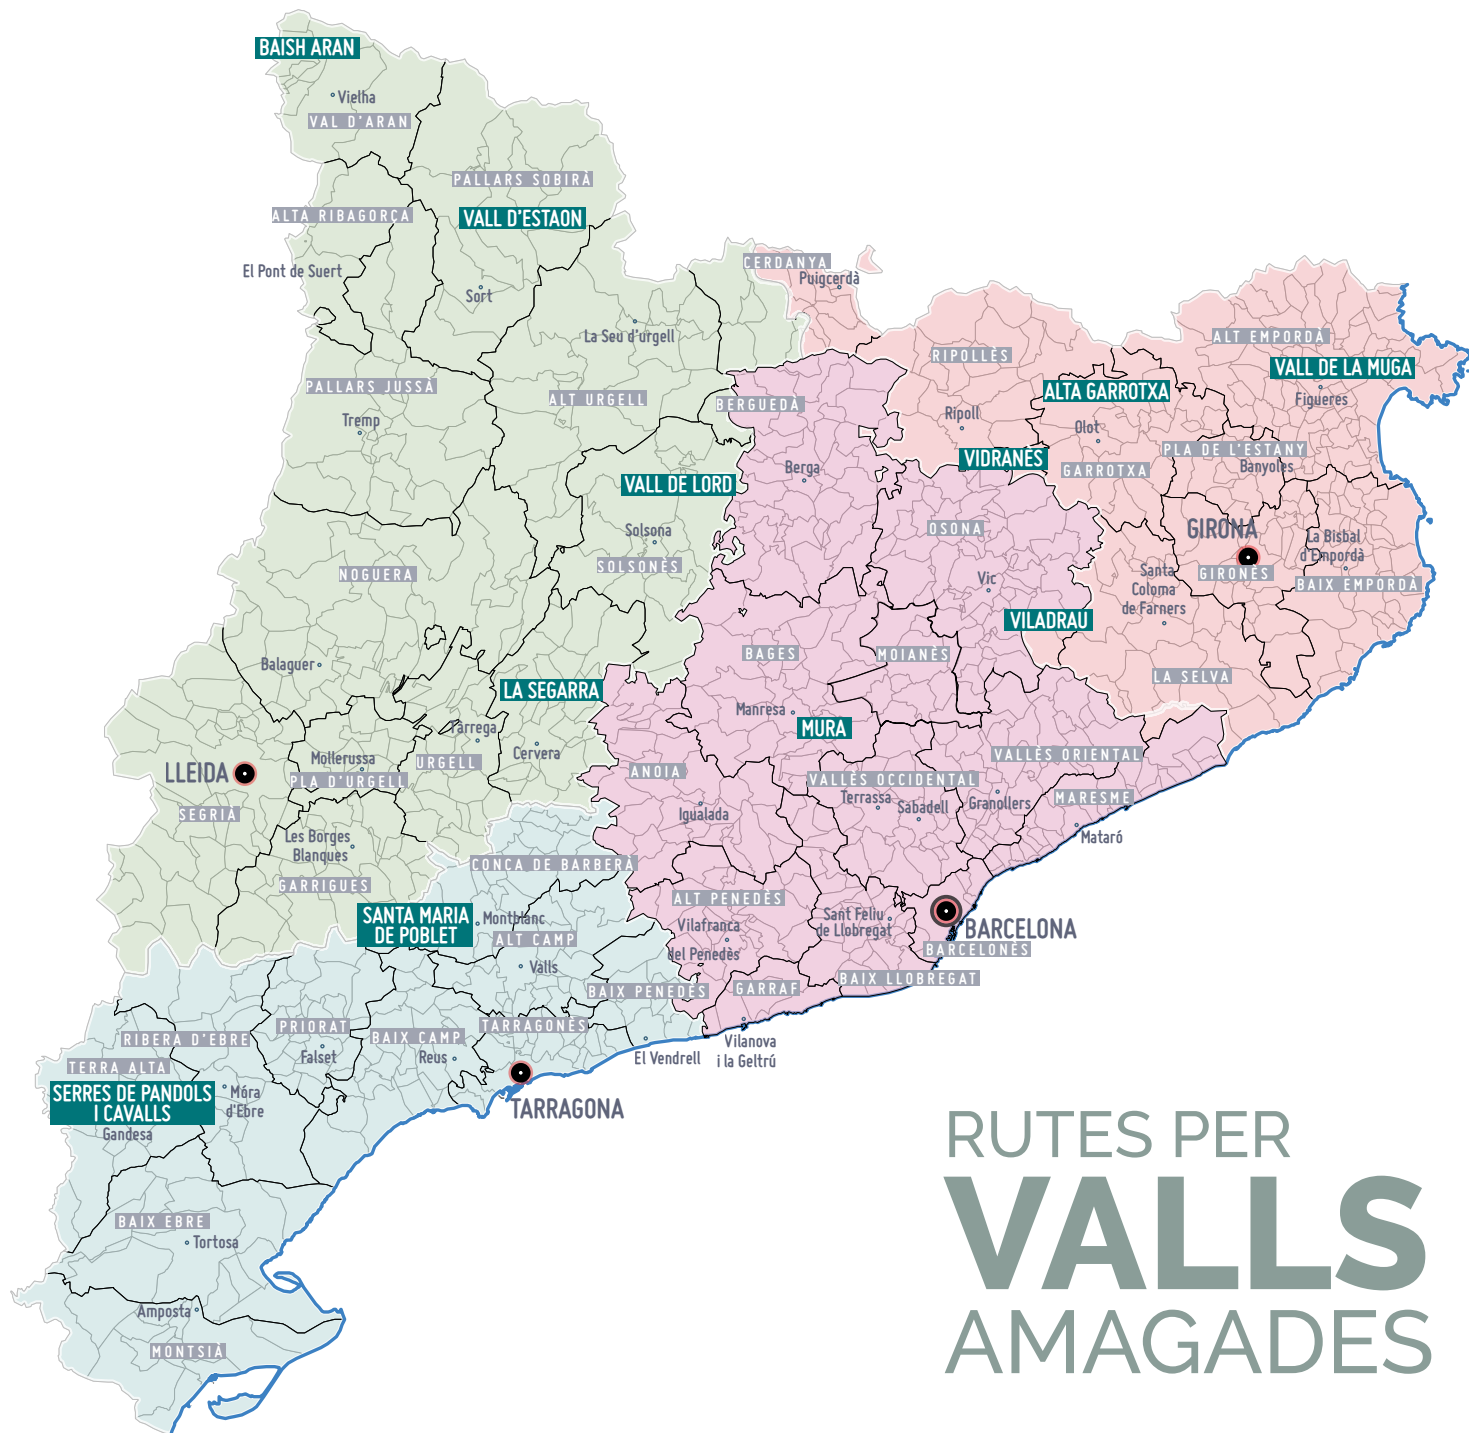 BAISH ARAN
Vielha
VAL D'ARAN
PALLARS SOBIRÀ
ALTA RIBAGORÇA
VALL D'ESTAON
El Pont de Suert
Sort
CERDANYA
Puigcerdà
La Seu d'urgell
RIPOLLÈS
ALT EMPORDÀ
VALL DE LA MUGA
PALLARS JUSSÀ
ALT URGELL
BERGUEDÀ
ALTA GARROTXA
Figueres
Tremp
Ripoll
Olot
PLA DE L'ESTANY
Banyoles
Berga
VIDRANÈS
GARROTXA
VALL DE LORD
Solsona
OSONA
GIRONA
La Bisbal
d'Empordà
SOLSONÈS
NOGUERA
Vic
Santa
Coloma
de Farners
GIRONÈS
BAIX EMPORDÀ
VILADRAU
Balaguer
BAGES
MOIANÈS
LA SELVA
LA SEGARRA
Manresa
MURA
Tàrrega
Cervera
Mollerussa
URGELL
VALLÈS ORIENTAL
LLEIDA
PLA D'URGELL
ANOIA
VALLÈS OCCIDENTAL
Terrassa
Sabadell
Granollers
MARESME
SEGRIÀ
Igualada
Mataró
Les Borges
Blanques
CONCA DE BARBERÀ
GARRIGUES
ALT PENEDÈS
SANTA MARIA
DE POBLET
Montblanc
ALT CAMP
Vilafranca
del Penedès
Sant Feliu
de Llobregat
BARCELONA
BARCELONÈS
Valls
BAIX PENEDÈS
GARRAF
BAIX LLOBREGAT
RIBERA D'EBRE
PRIORAT
BAIX CAMP
TARRAGONÈS
Falset
Reus
El Vendrell
Vilanova
i la Geltrú
TERRA ALTA
SERRES DE PANDOLS
I CAVALLS
Móra
d'Ebre
Gandesa
TARRAGONA
BAIX EBRE
Tortosa
Amposta
MONTSIÀ
RUTES PER
VALLS
AMAGADES